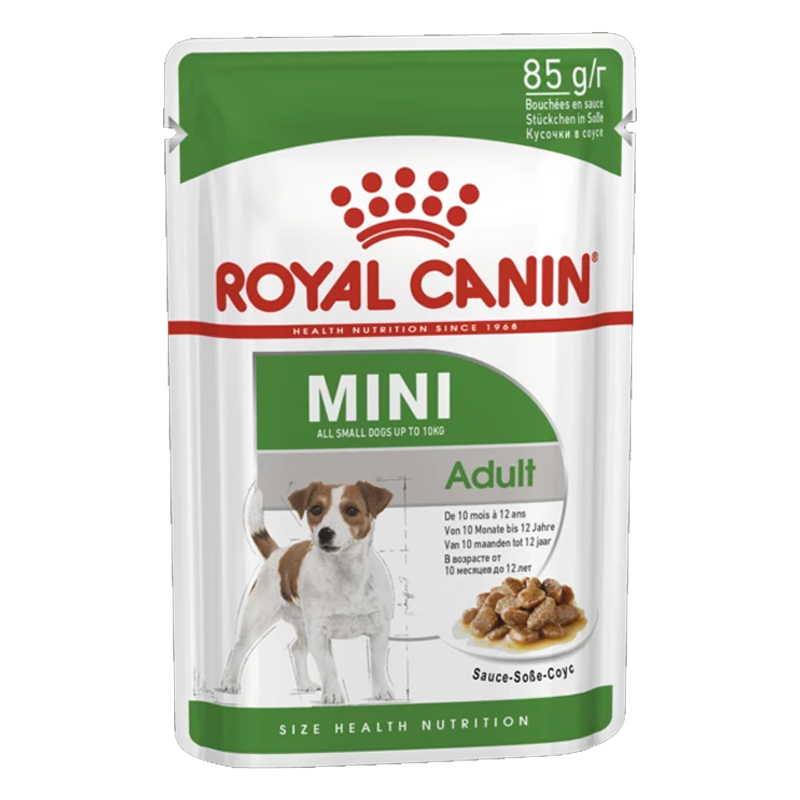 85 g/г
Bouchées en sauce
Stückchen in Soße
Кусочки в соусе
ROYAL CANIN®
HEALTH NUTRITION SINCE 1968
MINI
ALL SMALL DOGS UP TO 10KG
Adult
De 10 mois à 12 ans
Von 10 Monate bis 12 Jahre
Van 10 maanden tot 12 jaar
В возрасте от
10 месяцев до 12 лет
Sauce-Soße-Соус
SIZE HEALTH NUTRITION